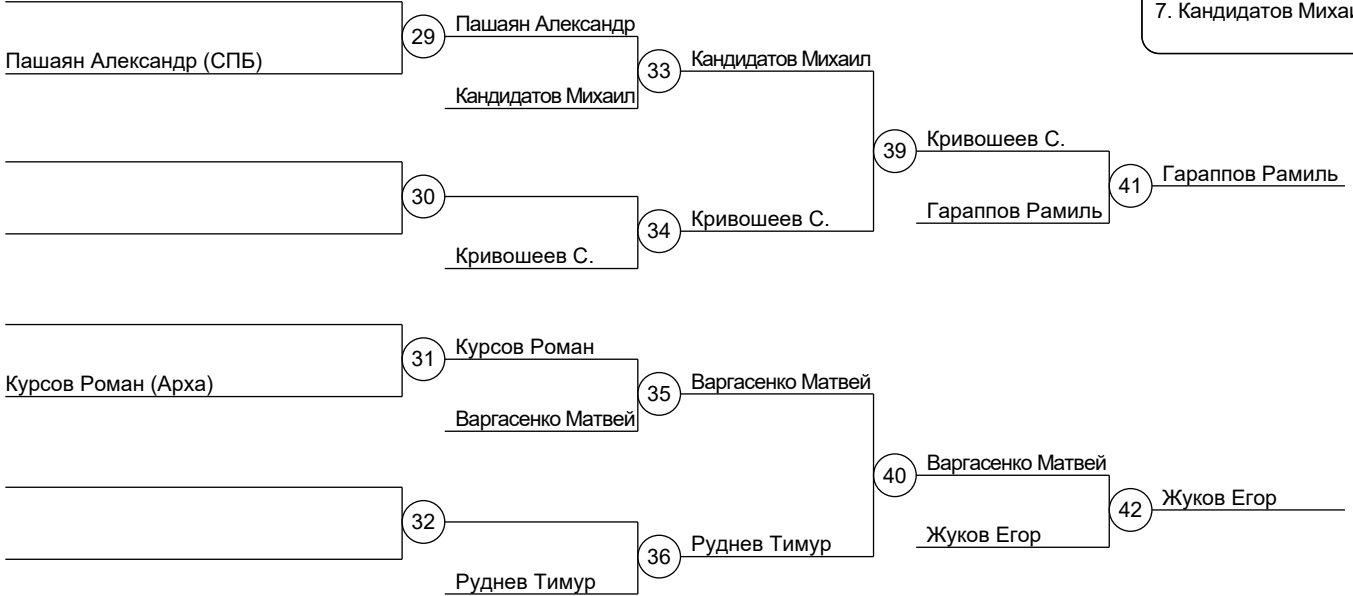 7. Кандидатов Михаи
29
Пашаян Александр
Пашаян Александр (СПБ)
33
Кандидатов Михаил
Кандидатов Михаил
39
Кривошеев С.
30
41
Гараппов Рамиль
Гараппов Рамиль
34
Кривошеев С.
Кривошеев С.
31
Курсов Роман
Курсов Роман (Арха)
35
Варгасенко Матвей
Варгасенко Матвей
40
Варгасенко Матвей
32
42
Жуков Егор
Жуков Егор
36
Руднев Тимур
Руднев Тимур